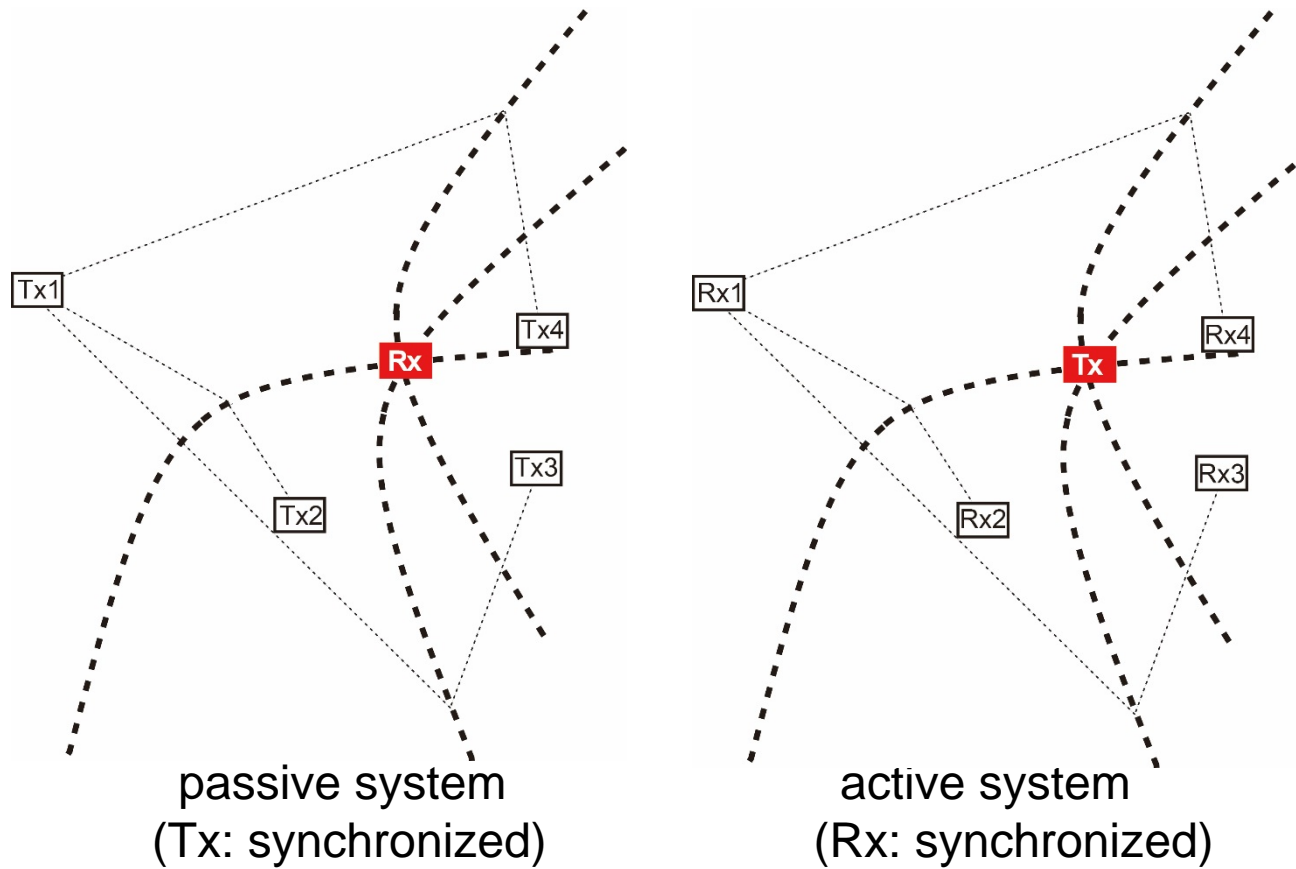 Tx1
Tx4
Rx
Tx3
Tx2
passive system
(Tx: synchronized)
Rx1
Rx4
Tx
Rx3
Rx2
active system
(Rx: synchronized)